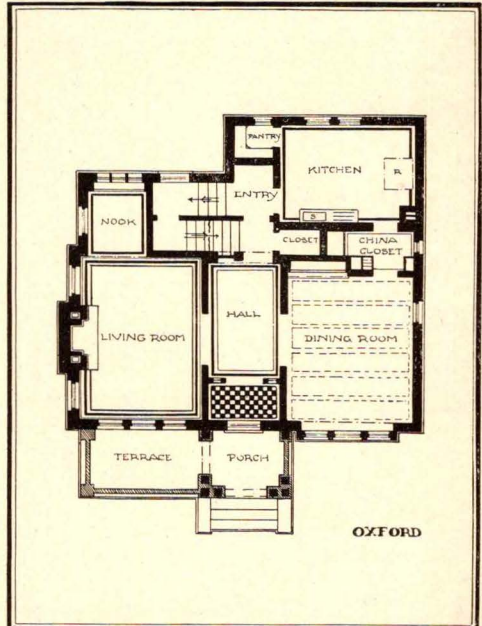 PANTRY
KITCHEN
R
ENTRY
NOOK
S
CLOSET
CHINA
CLOSET
HALL
LIVING ROOM
DINING ROOM
TERRACE
PORCH
OXFORD